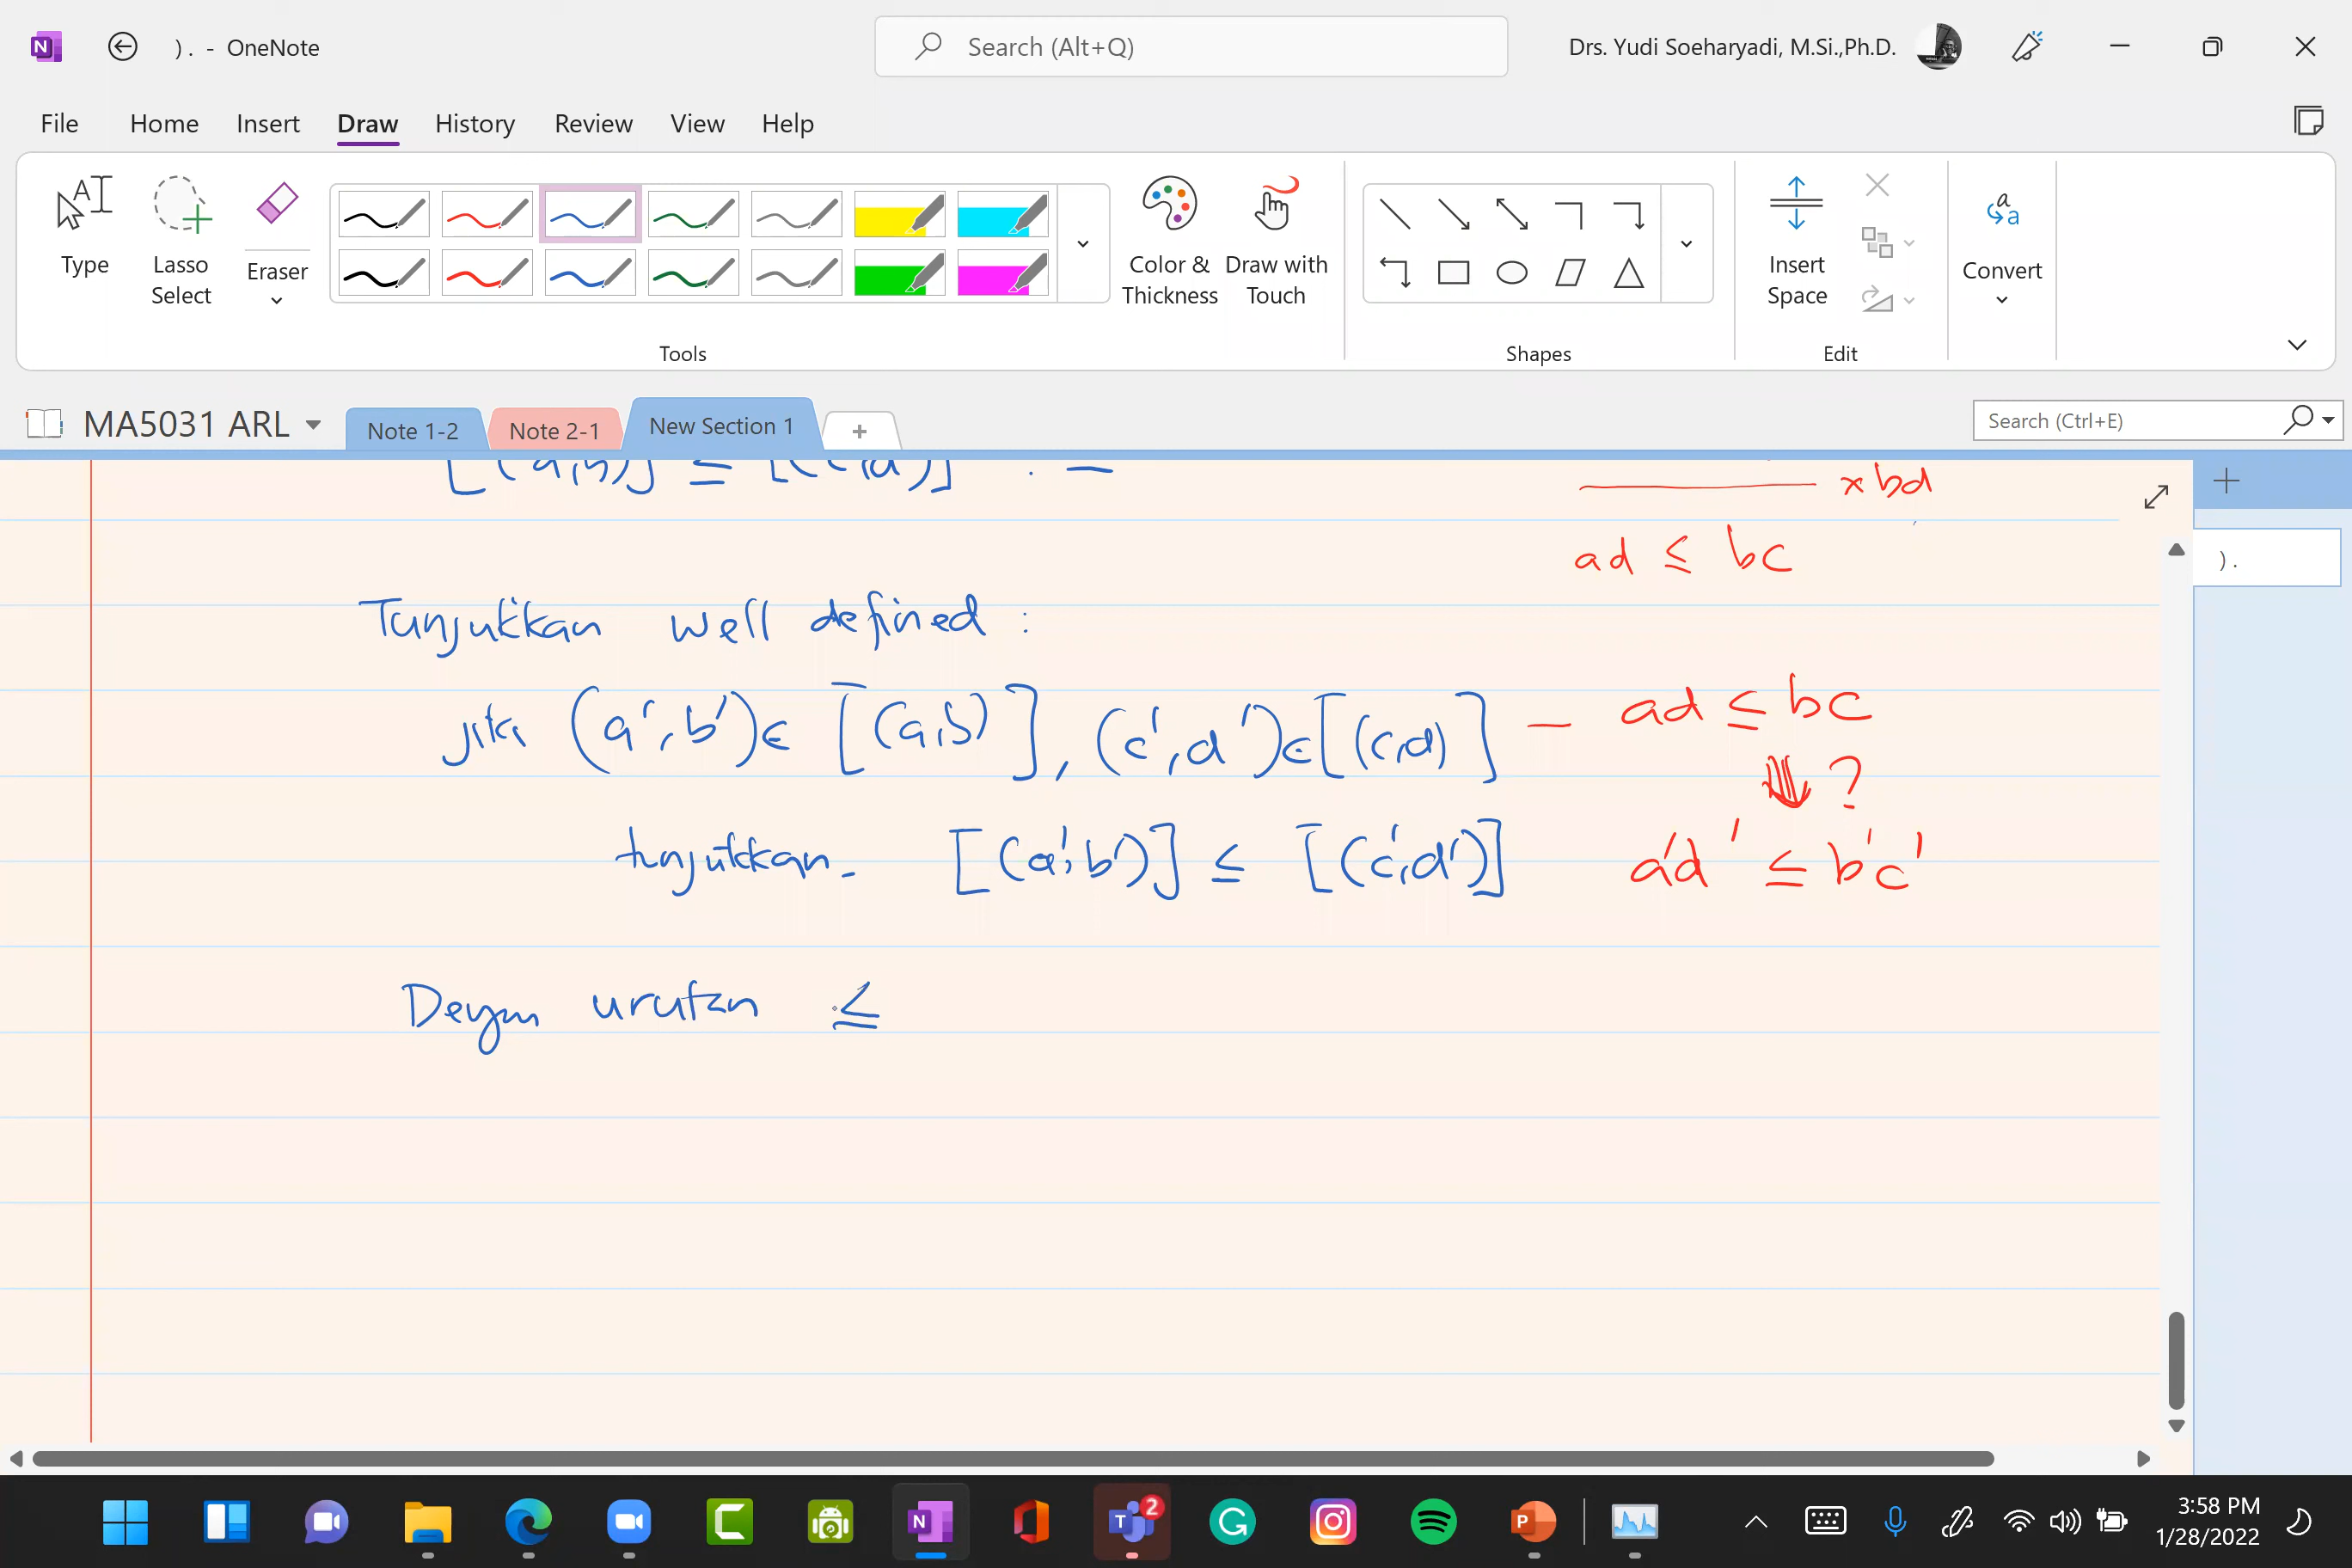 ) . - OneNote
Search (Alt+Q)
Drs. Yudi Soeharyadi, M.Si.,Ph.D.
File Home Insert Draw History Review View Help
Type
Lasso Select
Eraser
Color & Thickness
Draw with Touch
Insert Space
Convert
Tools
Shapes
Edit
MA5031 ARL
Note 1-2
Note 2-1
New Section 1
+
Search (Ctrl+E)
[(a,b)] ≤ [(c,d)] : —
× bd
) .
ad ≤ bc
Tunjukkan well defined :
jika (a',b') ∈ [(a,b)], (c',d') ∈ [(c,d)] — ad ≤ bc
⇓ ?
tunjukkan [(a',b')] ≤ [(c',d')] a'd' ≤ b'c'
Dengan urutan ≤
2
3:58 PM
1/28/2022